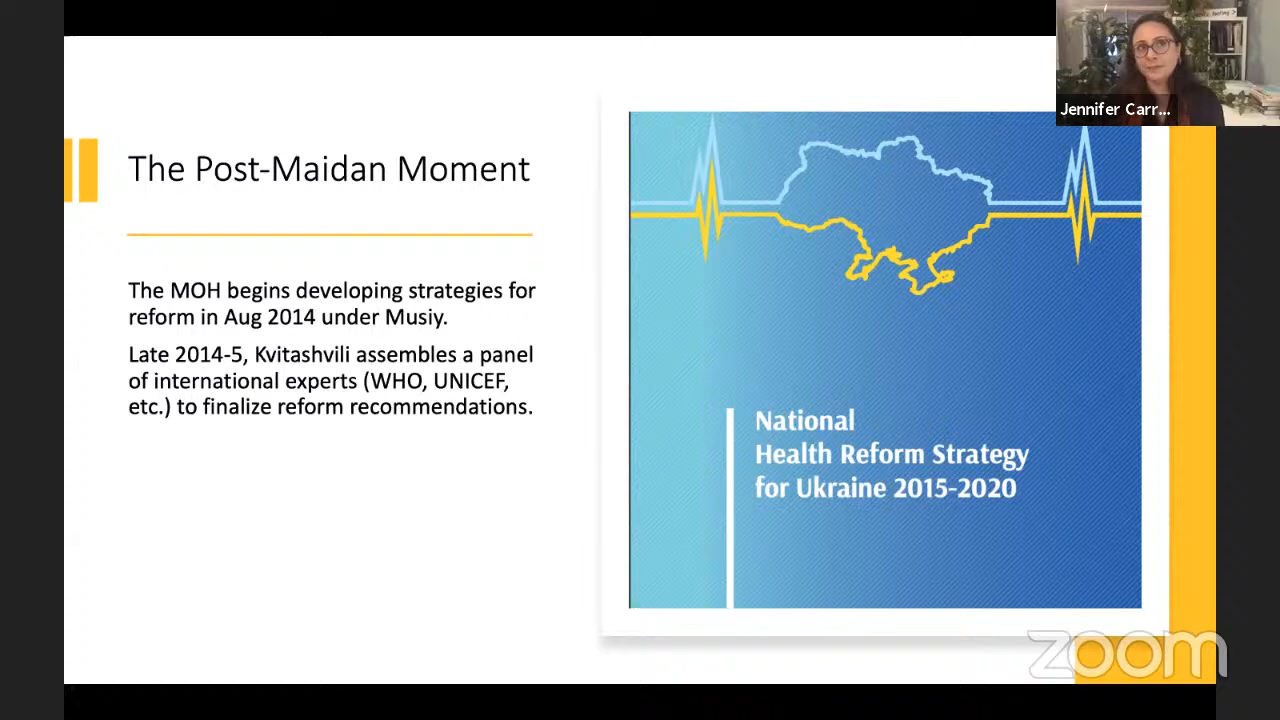 Jennifer Carr...
The Post-Maidan Moment
The MOH begins developing strategies for
reform in Aug 2014 under Musiy.
Late 2014-5, Kvitashvili assembles a panel
of international experts (WHO, UNICEF,
etc.) to finalize reform recommendations.
National
Health Reform Strategy
for Ukraine 2015-2020
zoom